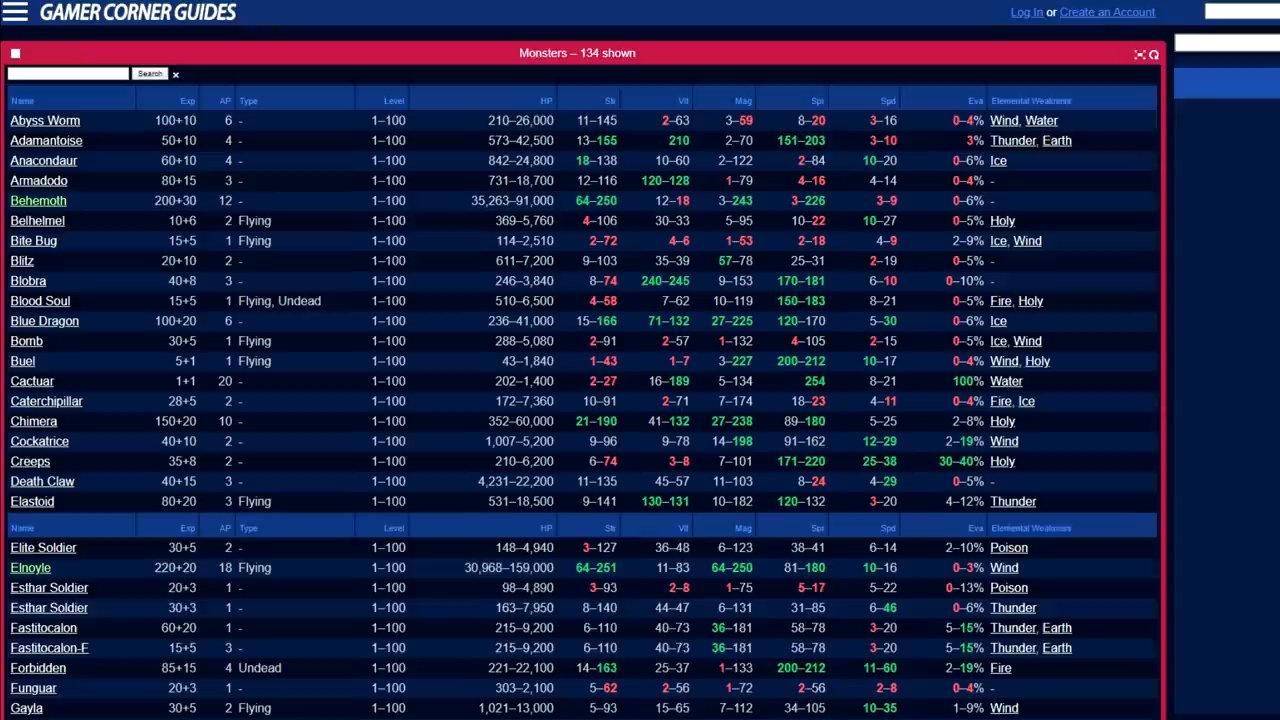 GAMER CORNER GUIDES
Log In or Create an Account
Monsters – 134 shown
Search ×
Name Exp AP Type Level HP Str Vit Mag Spr Spd Eva Elemental Weakness
Abyss Worm 100+10 6 - 1–100 210–26,000 11–145 2–63 3–59 8–20 3–16 0–4% Wind, Water
Adamantoise 50+10 4 - 1–100 573–42,500 13–155 210 2–70 151–203 3–10 3% Thunder, Earth
Anacondaur 60+10 4 - 1–100 842–24,800 18–138 10–60 2–122 2–84 10–20 0–6% Ice
Armadodo 80+15 3 - 1–100 731–18,700 12–116 120–128 1–79 4–16 4–14 0–4% -
Behemoth 200+30 12 - 1–100 35,263–91,000 64–250 12–18 3–243 3–226 3–9 0–6% -
Belhelmel 10+6 2 Flying 1–100 369–5,760 4–106 30–33 5–95 10–22 10–27 0–5% Holy
Bite Bug 15+5 1 Flying 1–100 114–2,510 2–72 4–6 1–53 2–18 4–9 2–9% Ice, Wind
Blitz 20+10 2 - 1–100 611–7,200 9–103 35–39 57–78 25–31 2–19 0–5% -
Blobra 40+8 3 - 1–100 246–3,840 8–74 240–245 9–153 170–181 6–10 0–10% -
Blood Soul 15+5 1 Flying, Undead 1–100 510–6,500 4–58 7–62 10–119 150–183 8–21 0–5% Fire, Holy
Blue Dragon 100+20 6 - 1–100 236–41,000 15–166 71–132 27–225 120–170 5–30 0–6% Ice
Bomb 30+5 1 Flying 1–100 288–5,080 2–91 2–57 1–132 4–105 2–15 0–5% Ice, Wind
Buel 5+1 1 Flying 1–100 43–1,840 1–43 1–7 3–227 200–212 10–17 0–4% Wind, Holy
Cactuar 1+1 20 - 1–100 202–1,400 2–27 16–189 5–134 254 8–21 100% Water
Caterchipillar 28+5 2 - 1–100 172–7,360 10–91 2–71 7–174 18–23 4–11 0–4% Fire, Ice
Chimera 150+20 10 - 1–100 352–60,000 21–190 41–132 27–238 89–180 5–25 2–8% Holy
Cockatrice 40+10 2 - 1–100 1,007–5,200 9–96 9–78 14–198 91–162 12–29 2–19% Wind
Creeps 35+8 2 - 1–100 210–6,200 6–74 3–8 7–101 171–220 25–38 30–40% Holy
Death Claw 40+15 3 - 1–100 4,231–22,200 11–135 45–57 11–103 8–24 4–29 0–5% -
Elastoid 80+20 3 Flying 1–100 531–18,500 9–141 130–131 10–182 120–132 3–20 4–12% Thunder
Name Exp AP Type Level HP Str Vit Mag Spr Spd Eva Elemental Weakness
Elite Soldier 30+5 2 - 1–100 148–4,940 3–127 36–48 6–123 38–41 6–14 2–10% Poison
Elnoyle 220+20 18 Flying 1–100 30,968–159,000 64–251 11–83 64–250 81–180 10–16 0–3% Wind
Esthar Soldier 20+3 1 - 1–100 98–4,890 3–93 2–8 1–75 5–17 5–22 0–13% Poison
Esthar Soldier 30+3 1 - 1–100 163–7,950 8–140 44–47 6–131 31–85 6–46 0–6% Thunder
Fastitocalon 60+20 1 - 1–100 215–9,200 6–110 40–73 36–181 58–78 3–20 5–15% Thunder, Earth
Fastitocalon-F 15+5 3 - 1–100 215–9,200 6–110 40–73 36–181 58–78 3–20 5–15% Thunder, Earth
Forbidden 85+15 4 Undead 1–100 221–22,100 14–163 25–37 1–133 200–212 11–60 2–19% Fire
Funguar 20+3 1 - 1–100 303–2,100 5–62 2–56 1–72 2–56 2–8 0–4% -
Gayla 30+5 2 Flying 1–100 1,021–13,000 5–93 15–65 7–112 34–105 10–35 1–9% Wind